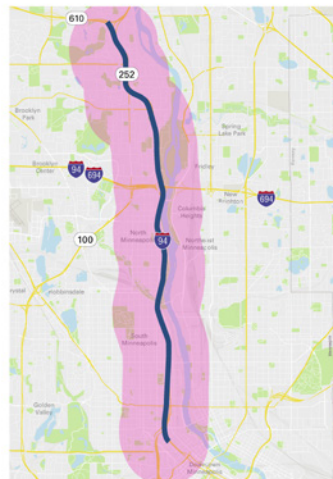 610
252
Brooklyn
Park
Spring
Lake Park
Brooklyn
Center
94
694
Fridley
New
Brighton
694
Columbia
Heights
100
North
Minneapolis
94
Northeast
Minneapolis
Crystal
Robbinsdale
South
Minneapolis
Golden
Valley
Downtown
Minneapolis